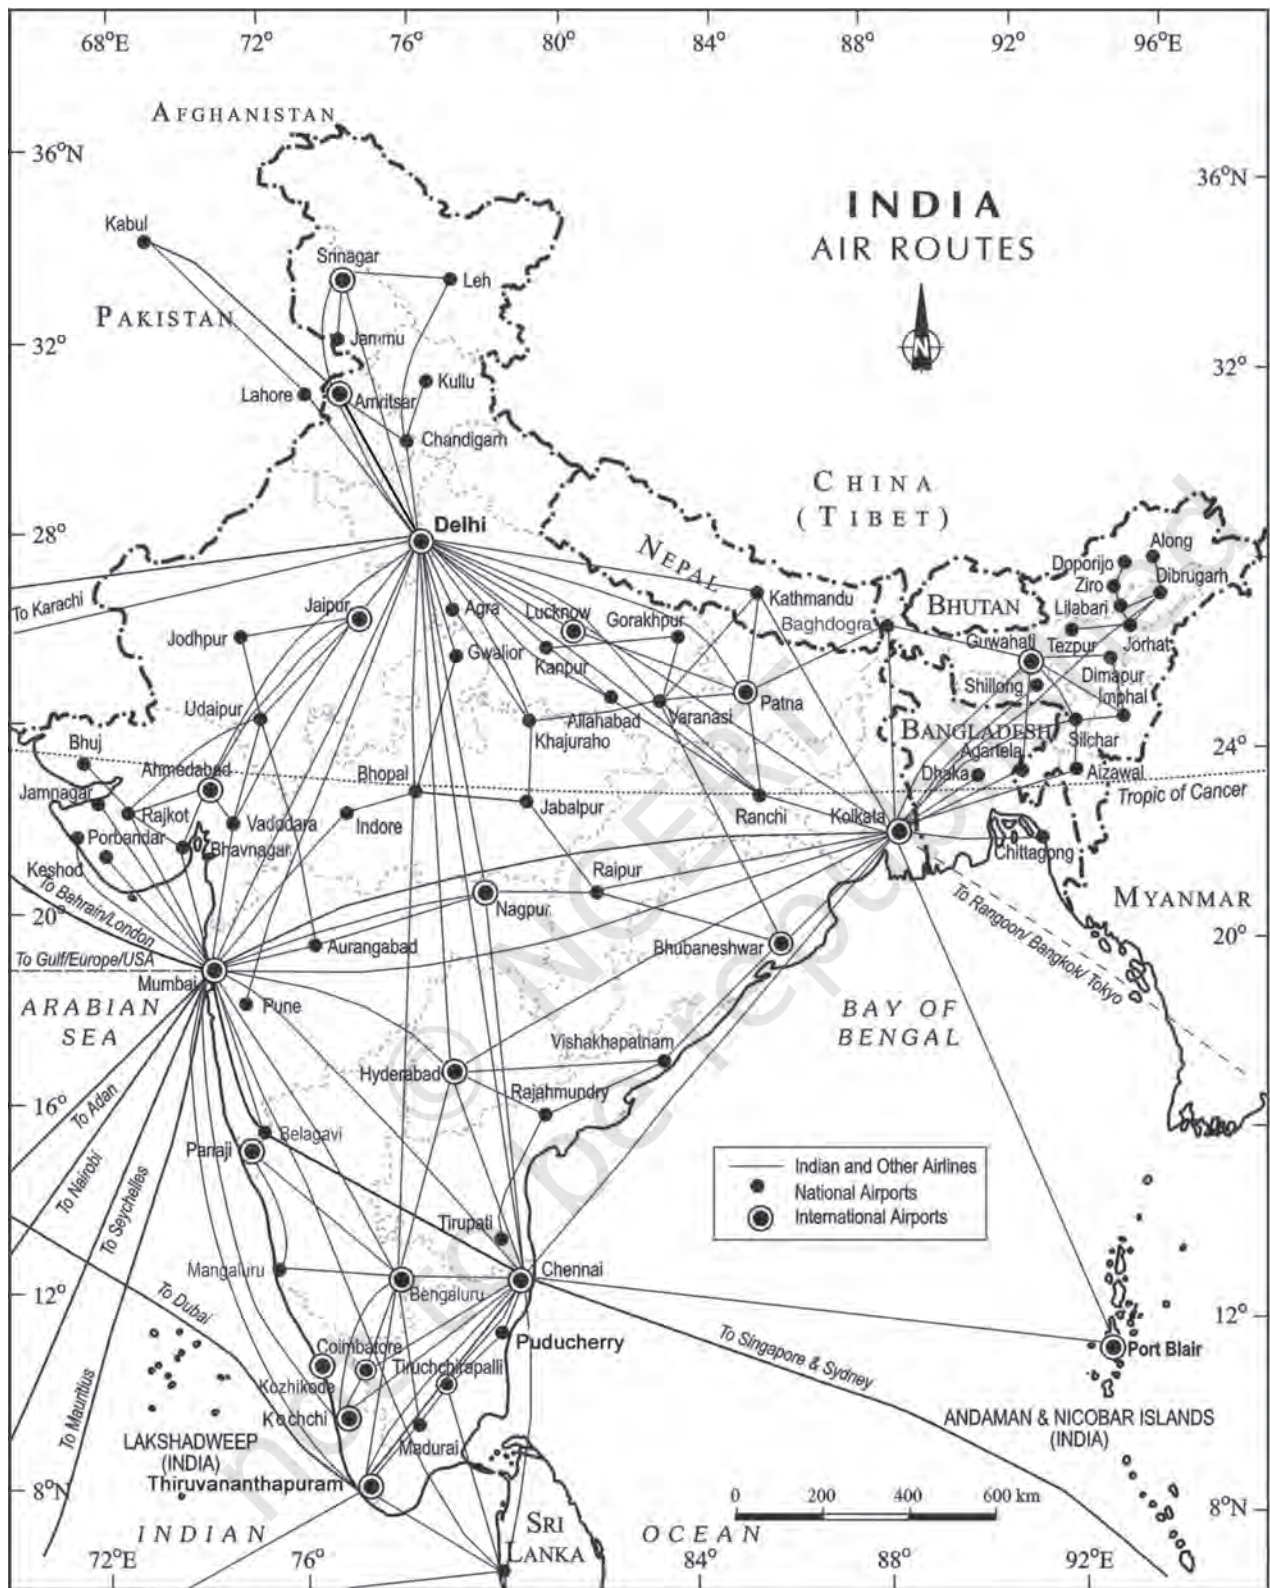 68°E 72° 76° 80° 84° 88° 92° 96°E
AFGHANISTAN
36°N
36°N
INDIA
AIR ROUTES
Kabul
Srinagar
Leh
PAKISTAN
Jammu
N
32°
32°
Kullu
Lahore
Amritsar
Chandigarh
CHINA
(TIBET)
28°
Delhi
NEPAL
Along
Doporijo
Dibrugarh
Ziro
To Karachi
Jaipur
Agra
Lucknow
Gorakhpur
Kathmandu
BHUTAN
Lilabari
Baghdogra
Jodhpur
Gwalior
Kanpur
Guwahati
Tezpur
Jorhat
Shillong
Dimapur
Imphal
Udaipur
Allahabad
Varanasi
Patna
Khajuraho
BANGLADESH
Silchar
24°
Bhuj
Ahmedabad
Bhopal
Agartela
Dhaka
Aizawal
Jamnagar
Rajkot
Vadodara
Indore
Jabalpur
Ranchi
Kolkata
Tropic of Cancer
Porbandar
Bhavnagar
Chittagong
Keshod
Raipur
To Bahrain/London
Nagpur
To Rangoon/ Bangkok/ Tokyo
MYANMAR
20°
20°
Aurangabad
Bhubaneshwar
To Gulf/Europe/USA
Mumbai
Pune
ARABIAN
SEA
BAY OF
BENGAL
Vishakhapatnam
Hyderabad
Rajahmundry
16°
To Adan
Belagavi
Panaji
To Nairobi
To Seychelles
Indian and Other Airlines
National Airports
International Airports
Tirupati
Mangaluru
Bengaluru
Chennai
12°
12°
To Dubai
Coimbatore
Puducherry
Tiruchchirapalli
To Singapore & Sydney
Port Blair
Kozhikode
Kochchi
To Mauritius
Madurai
ANDAMAN & NICOBAR ISLANDS
(INDIA)
LAKSHADWEEP
(INDIA)
Thiruvananthapuram
8°N
0 200 400 600 km
8°N
INDIAN
SRI
LANKA
OCEAN
72°E 76° 84° 88° 92°E
© NCERT
not to be republished